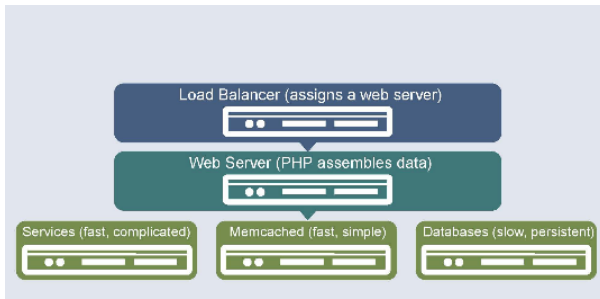 Load Balancer (assigns a web server)
Web Server (PHP assembles data)
Services (fast, complicated)
Memcached (fast, simple)
Databases (slow, persistent)